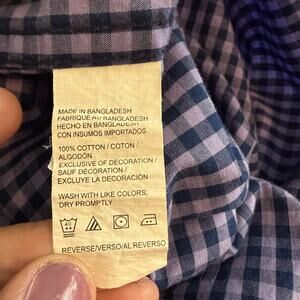 MADE IN BANGLADESH
FABRIQUE AU BANGLADESH
HECHO EN BANGLADESH
CON INSUMOS IMPORTADOS
100% COTTON / COTON /
ALGODÓN
EXCLUSIVE OF DECORATION /
SAUF DÉCORATION /
EXCLUYE LA DECORACIÓN
WASH WITH LIKE COLORS,
DRY PROMPTLY
REVERSE/VERSO/AL REVERSO